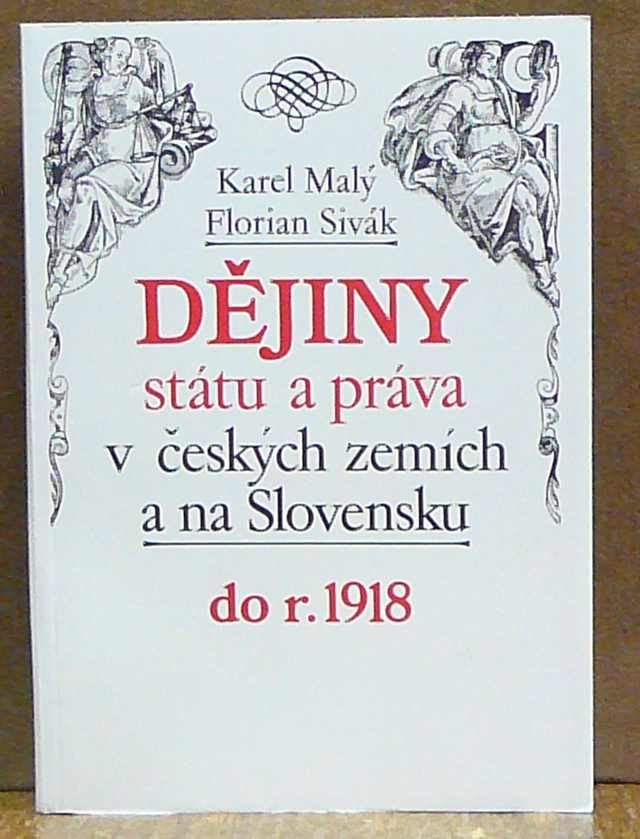 Karel Malý
Florian Sivák
DĚJINY
státu a práva
v českých zemích
a na Slovensku
do r. 1918